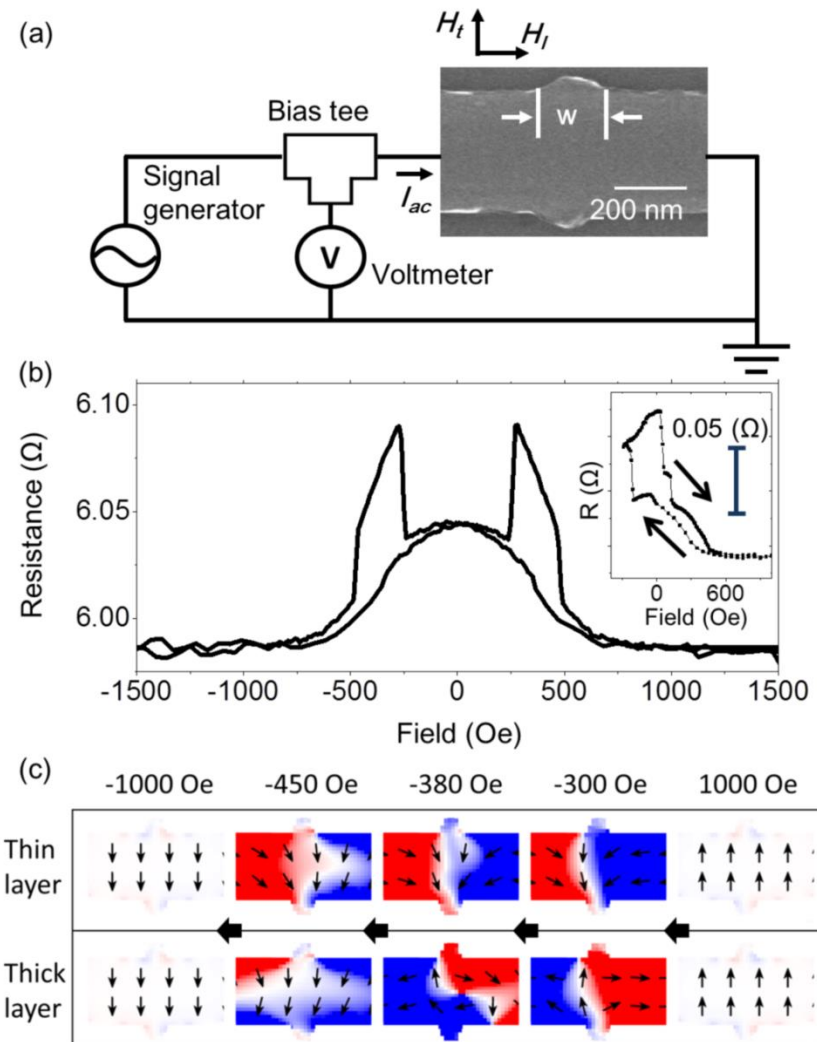 (a)
H_t
H_l
Bias tee
w
Signal
generator
I_ac
200 nm
V
Voltmeter
(b)
6.10
6.05
6.00
Resistance (Ω)
-1500 -1000 -500 0 500 1000 1500
Field (Oe)
0.05 (Ω)
R (Ω)
0 600
Field (Oe)
(c)
-1000 Oe -450 Oe -380 Oe -300 Oe 1000 Oe
Thin
layer
Thick
layer